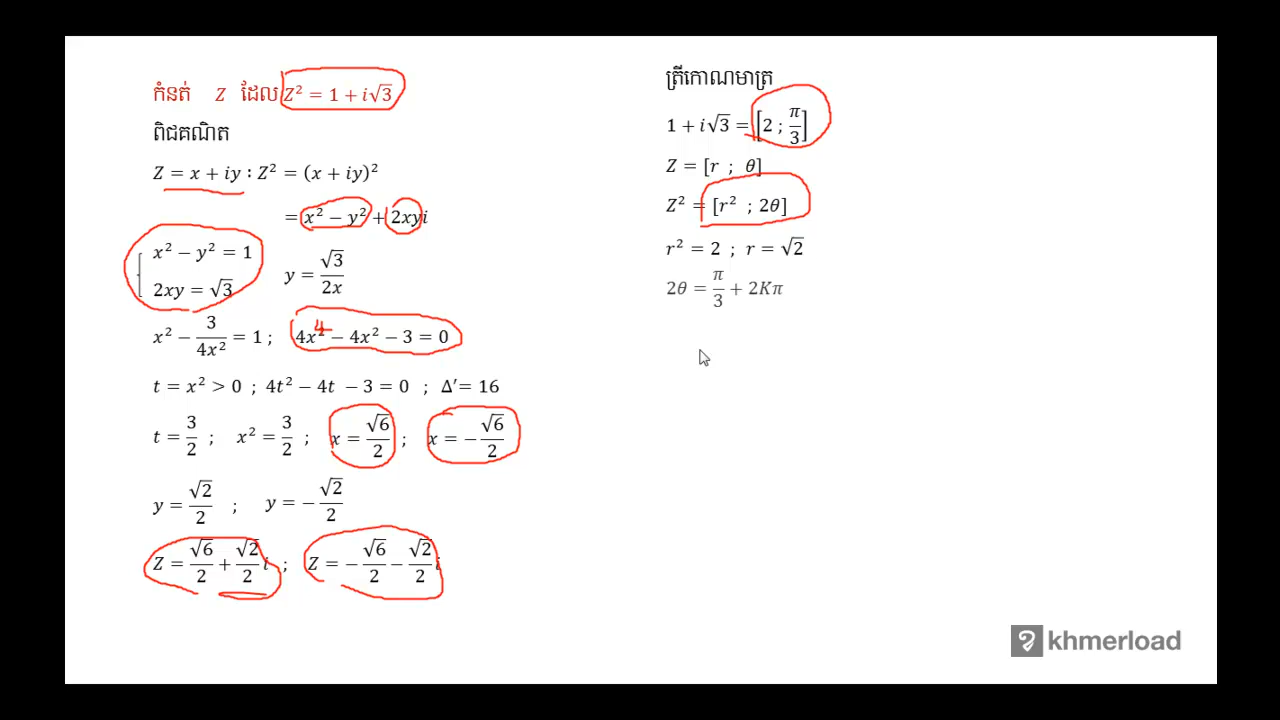 កំនត់ Z ដែល Z² = 1 + i√3
ពិជគណិត
Z = x + iy : Z² = (x + iy)²
= x² − y² + 2xyi
x² − y² = 1
2xy = √3
y = √3/2x
x² − 3/4x² = 1 ; 4x⁴ − 4x² − 3 = 0
t = x² > 0 ; 4t² − 4t − 3 = 0 ; Δ′= 16
t = 3/2 ; x² = 3/2 ; x = √6/2 ; x = −√6/2
y = √2/2 ; y = −√2/2
Z = √6/2 + √2/2 i ; Z = −√6/2 − √2/2 i
ត្រីកោណមាត្រ
1 + i√3 = [2 ; π/3]
Z = [r ; θ]
Z² = [r² ; 2θ]
r² = 2 ; r = √2
2θ = π/3 + 2Kπ
khmerload